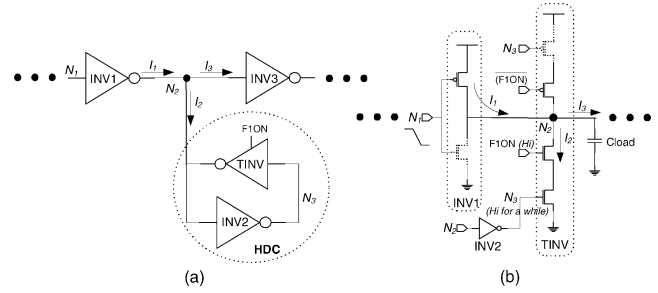 N1
INV1
I1
N2
I3
INV3
I2
F1ON
TINV
N3
INV2
HDC
(a)
N3
(F1ON)
I1
I3
N1
N2
I2
F1ON (Hi)
Cload
INV1
N3
(Hi for a while)
N2
INV2
TINV
(b)